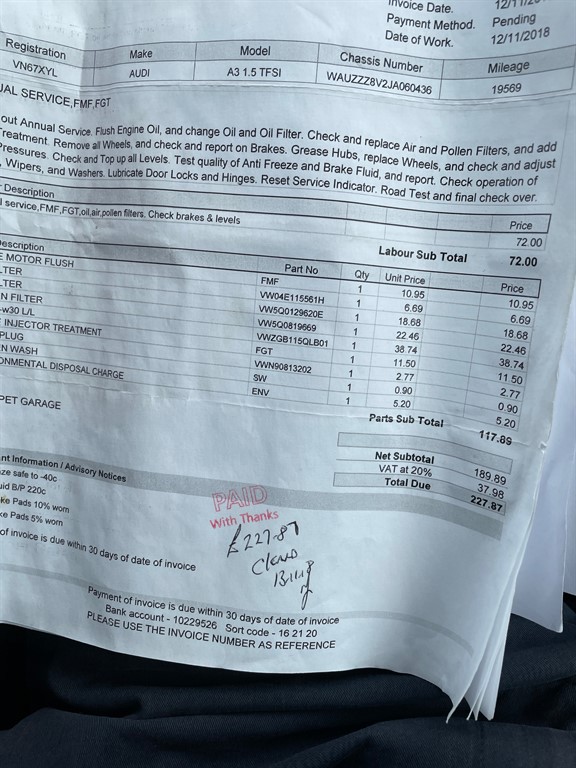 Invoice Date. 12/11/20
Payment Method. Pending
Date of Work. 12/11/2018
Registration Make Model Chassis Number Mileage
VN67XYL AUDI A3 1.5 TFSI WAUZZZ8V2JA060436 19569
UAL SERVICE,FMF,FGT
out Annual Service. Flush Engine Oil, and change Oil and Oil Filter. Check and replace Air and Pollen Filters, and add
Treatment. Remove all Wheels, and check and report on Brakes. Grease Hubs, replace Wheels, and check and adjust
Pressures. Check and Top up all Levels. Test quality of Anti Freeze and Brake Fluid, and report. Check operation of
, Wipers, and Washers. Lubricate Door Locks and Hinges. Reset Service Indicator. Road Test and final check over.
r Description Price
l service,FMF,FGT,oil,air,pollen filters. Check brakes & levels 72.00
Labour Sub Total 72.00
Description Part No Qty Unit Price Price
E MOTOR FLUSH FMF 1 10.95 10.95
LTER VW04E115561H 1 6.69 6.69
LTER VW5Q0129620E 1 18.68 18.68
N FILTER VW5Q0819669 1 22.46 22.46
-w30 L/L VWZGB115QLB01 1 38.74 38.74
INJECTOR TREATMENT FGT 1 11.50 11.50
PLUG VWN90813202 1 2.77 2.77
N WASH SW 1 0.90 0.90
ONMENTAL DISPOSAL CHARGE ENV 1 5.20 5.20
PET GARAGE
Parts Sub Total 117.89
Net Subtotal 189.89
VAT at 20% 37.98
Total Due 227.87
nt Information / Advisory Notices
ze safe to -40c
uid B/P 220c
ke Pads 10% worn
ke Pads 5% worn
of invoice is due within 30 days of date of invoice
PAID
With Thanks
£227.87
Payment of invoice is due within 30 days of date of invoice
Bank account - 10229526 Sort code - 16 21 20
PLEASE USE THE INVOICE NUMBER AS REFERENCE